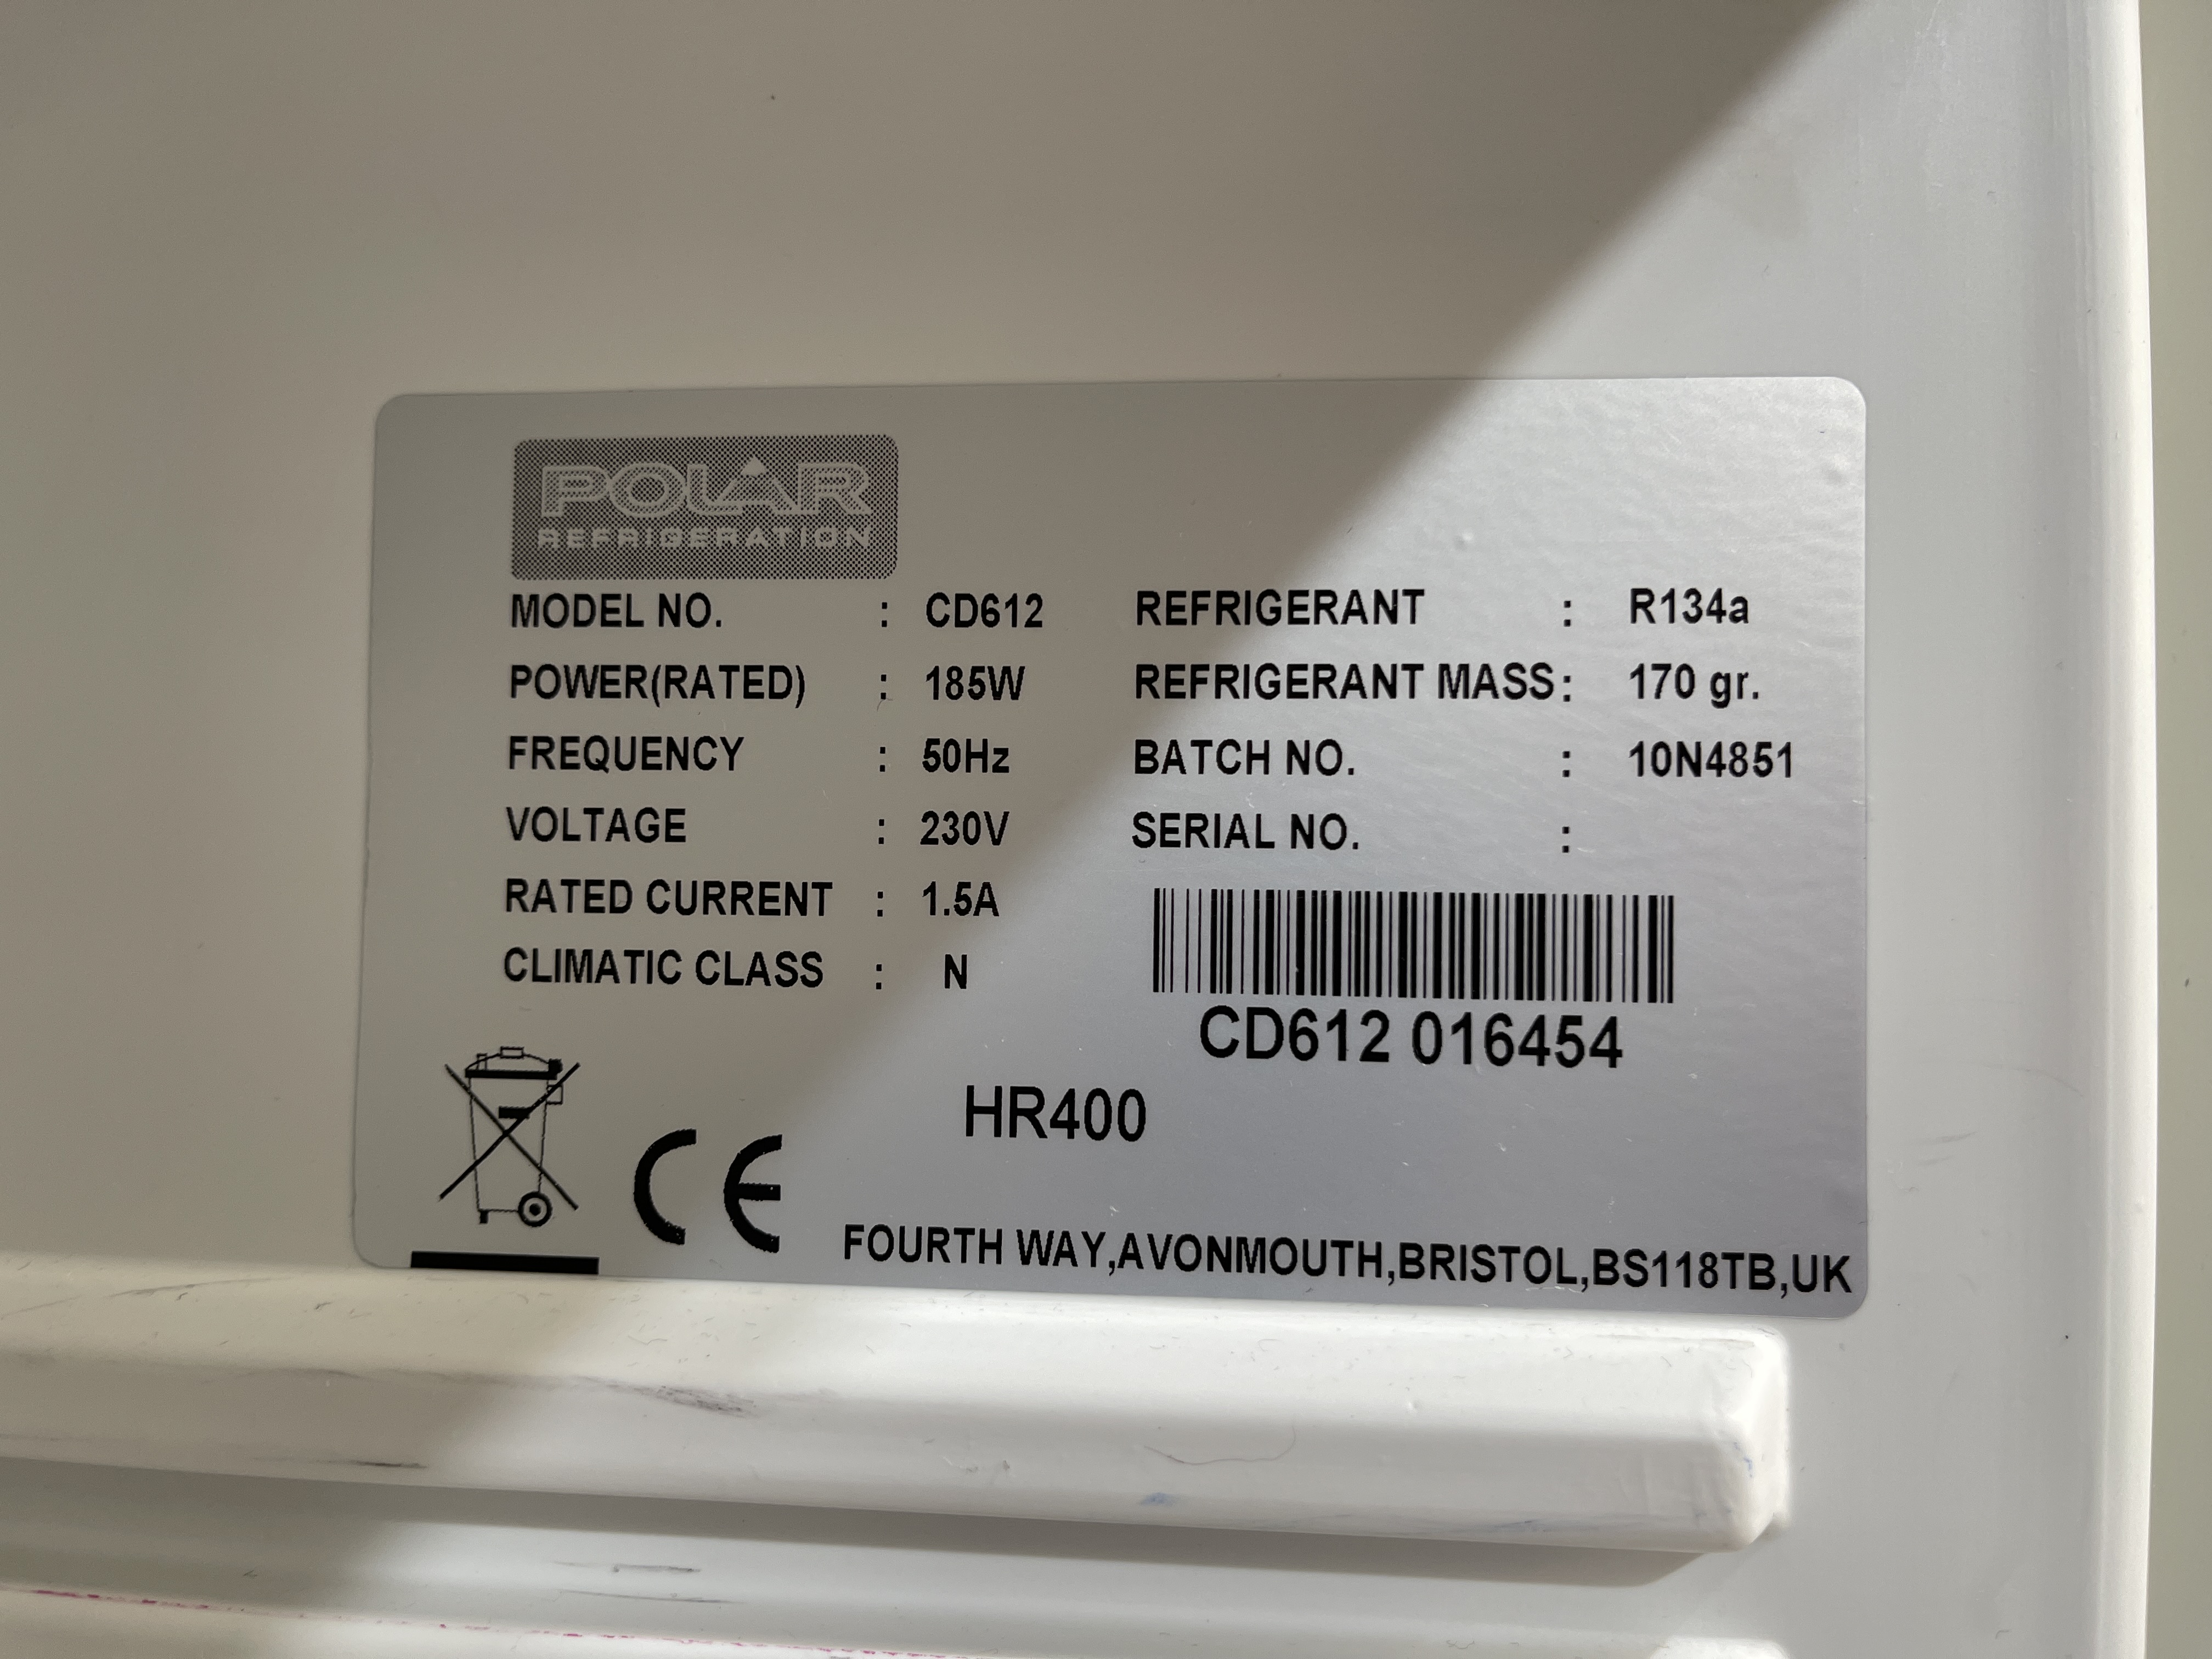 POLAR
REFRIGERATION
MODEL NO. : CD612
POWER(RATED) : 185W
FREQUENCY : 50Hz
VOLTAGE : 230V
RATED CURRENT : 1.5A
CLIMATIC CLASS : N
REFRIGERANT : R134a
REFRIGERANT MASS : 170 gr.
BATCH NO. : 10N4851
SERIAL NO. :
CD612 016454
HR400
CE
FOURTH WAY,AVONMOUTH,BRISTOL,BS118TB,UK